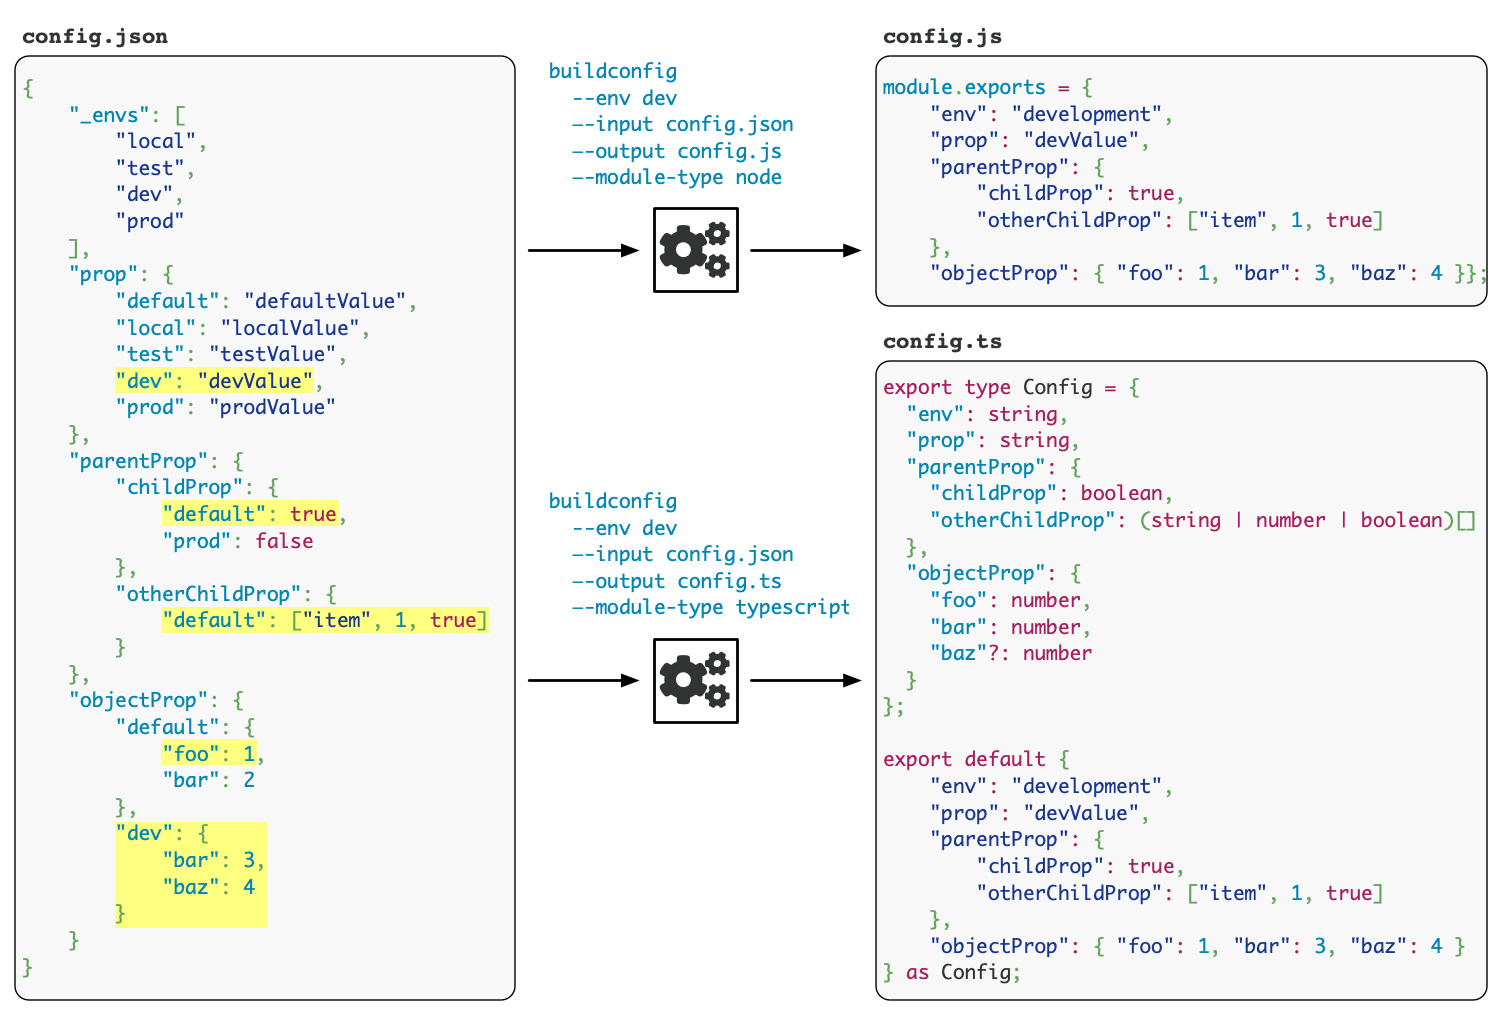 config.json
{
    "_envs": [
        "local",
        "test",
        "dev",
        "prod"
    ],
    "prop": {
        "default": "defaultValue",
        "local": "localValue",
        "test": "testValue",
        "dev": "devValue",
        "prod": "prodValue"
    },
    "parentProp": {
        "childProp": {
            "default": true,
            "prod": false
        },
        "otherChildProp": {
            "default": ["item", 1, true]
        }
    },
    "objectProp": {
        "default": {
            "foo": 1,
            "bar": 2
        },
        "dev": {
            "bar": 3,
            "baz": 4
        }
    }
}
buildconfig
  --env dev
  —-input config.json
  —-output config.js
  —-module-type node
buildconfig
  --env dev
  —-input config.json
  —-output config.ts
  —-module-type typescript
config.js
module.exports = {
    "env": "development",
    "prop": "devValue",
    "parentProp": {
        "childProp": true,
        "otherChildProp": ["item", 1, true]
    },
    "objectProp": { "foo": 1, "bar": 3, "baz": 4 }};
config.ts
export type Config = {
  "env": string,
  "prop": string,
  "parentProp": {
    "childProp": boolean,
    "otherChildProp": (string | number | boolean)[]
  },
  "objectProp": {
    "foo": number,
    "bar": number,
    "baz"?: number
  }
};
export default {
    "env": "development",
    "prop": "devValue",
    "parentProp": {
        "childProp": true,
        "otherChildProp": ["item", 1, true]
    },
    "objectProp": { "foo": 1, "bar": 3, "baz": 4 }
} as Config;